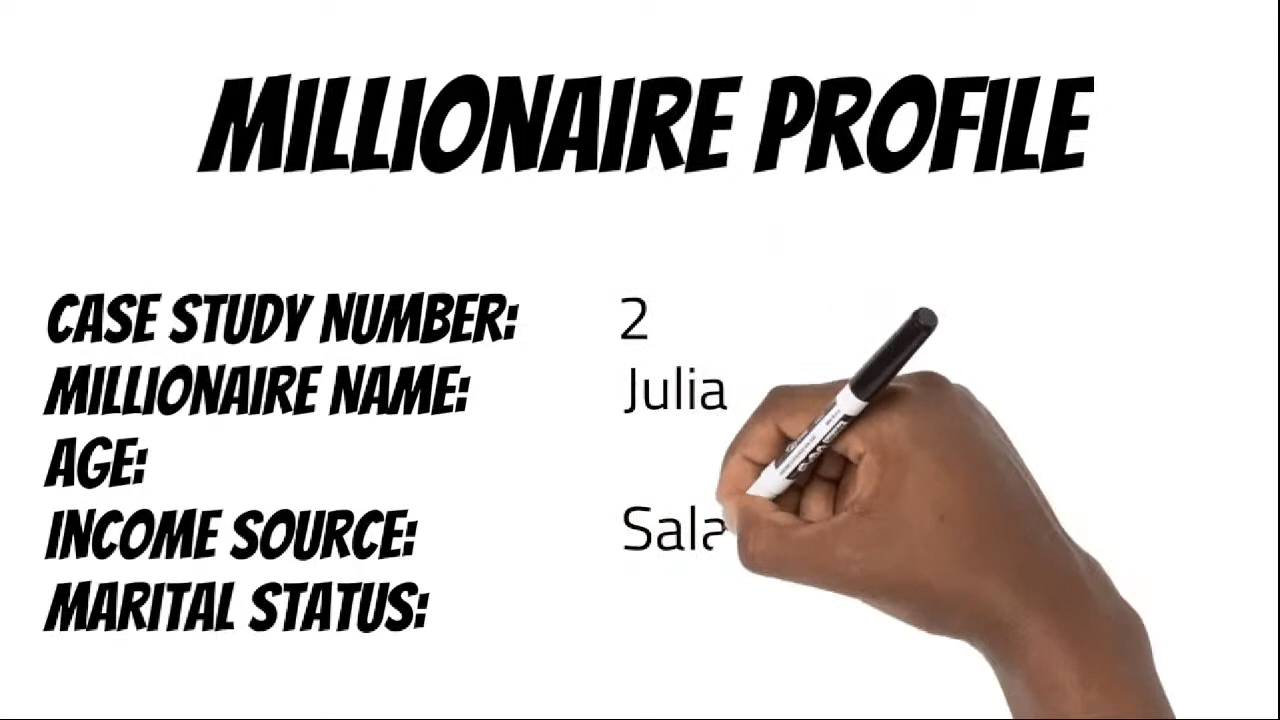 MILLIONAIRE PROFILE
CASE STUDY NUMBER: 2
MILLIONAIRE NAME: Julia
AGE:
INCOME SOURCE: Sala
MARITAL STATUS: